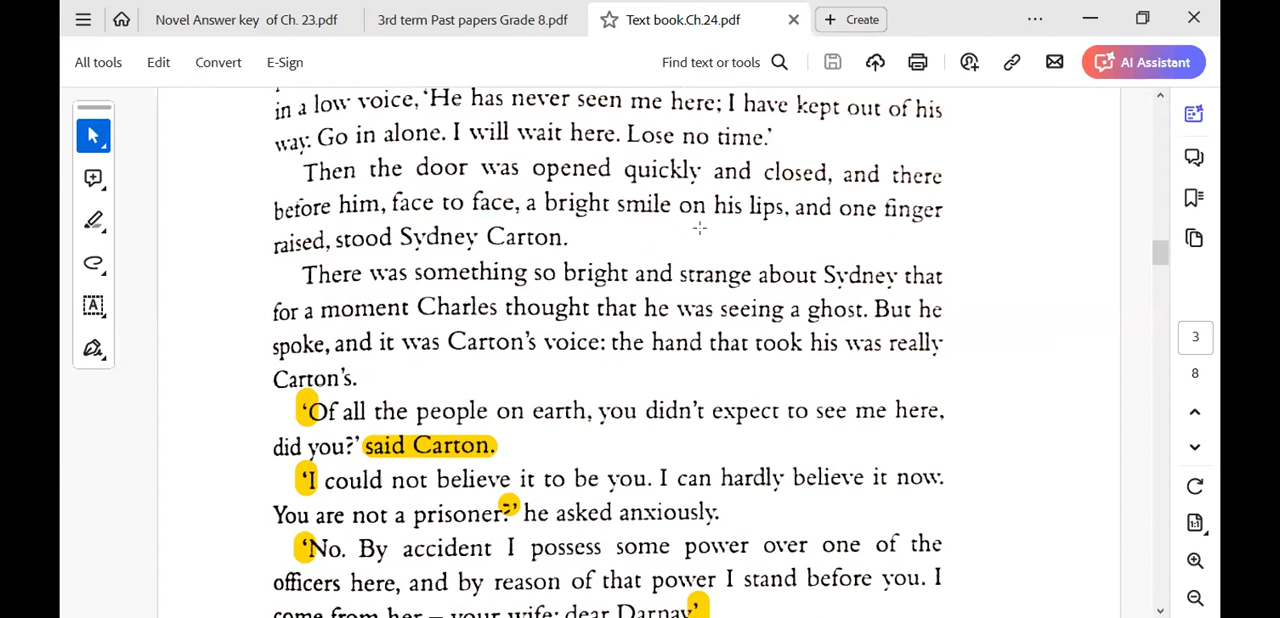 Novel Answer key of Ch. 23.pdf
3rd term Past papers Grade 8.pdf
Text book.Ch.24.pdf
Create
All tools
Edit
Convert
E-Sign
Find text or tools
AI Assistant
in a low voice, ‘He has never seen me here; I have kept out of his
way. Go in alone. I will wait here. Lose no time.’
Then the door was opened quickly and closed, and there
before him, face to face, a bright smile on his lips, and one finger
raised, stood Sydney Carton.
There was something so bright and strange about Sydney that
for a moment Charles thought that he was seeing a ghost. But he
spoke, and it was Carton’s voice: the hand that took his was really
Carton’s.
‘Of all the people on earth, you didn’t expect to see me here,
did you?’ said Carton.
‘I could not believe it to be you. I can hardly believe it now.
You are not a prisoner?’ he asked anxiously.
‘No. By accident I possess some power over one of the
officers here, and by reason of that power I stand before you. I
come from her – your wife; dear Darnay’
3
8